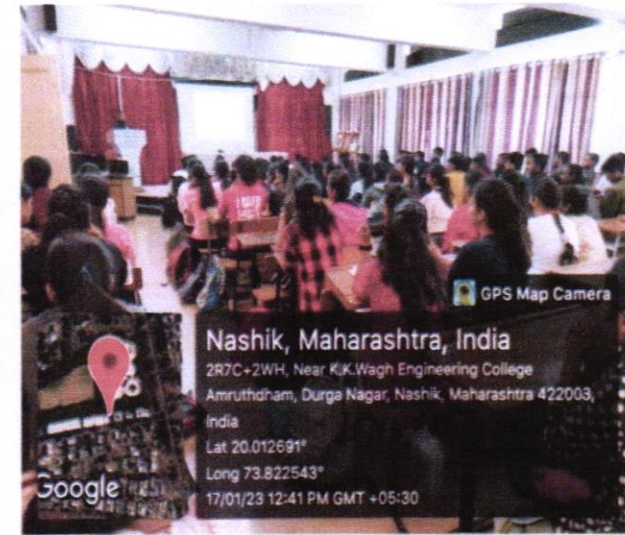 GPS Map Camera
Nashik, Maharashtra, India
2R7C+2WH, Near K.K.Wagh Engineering College
Amruthdham, Durga Nagar, Nashik, Maharashtra 422003,
India
Lat 20.012691°
Long 73.822543°
17/01/23 12:41 PM GMT +05:30
Google